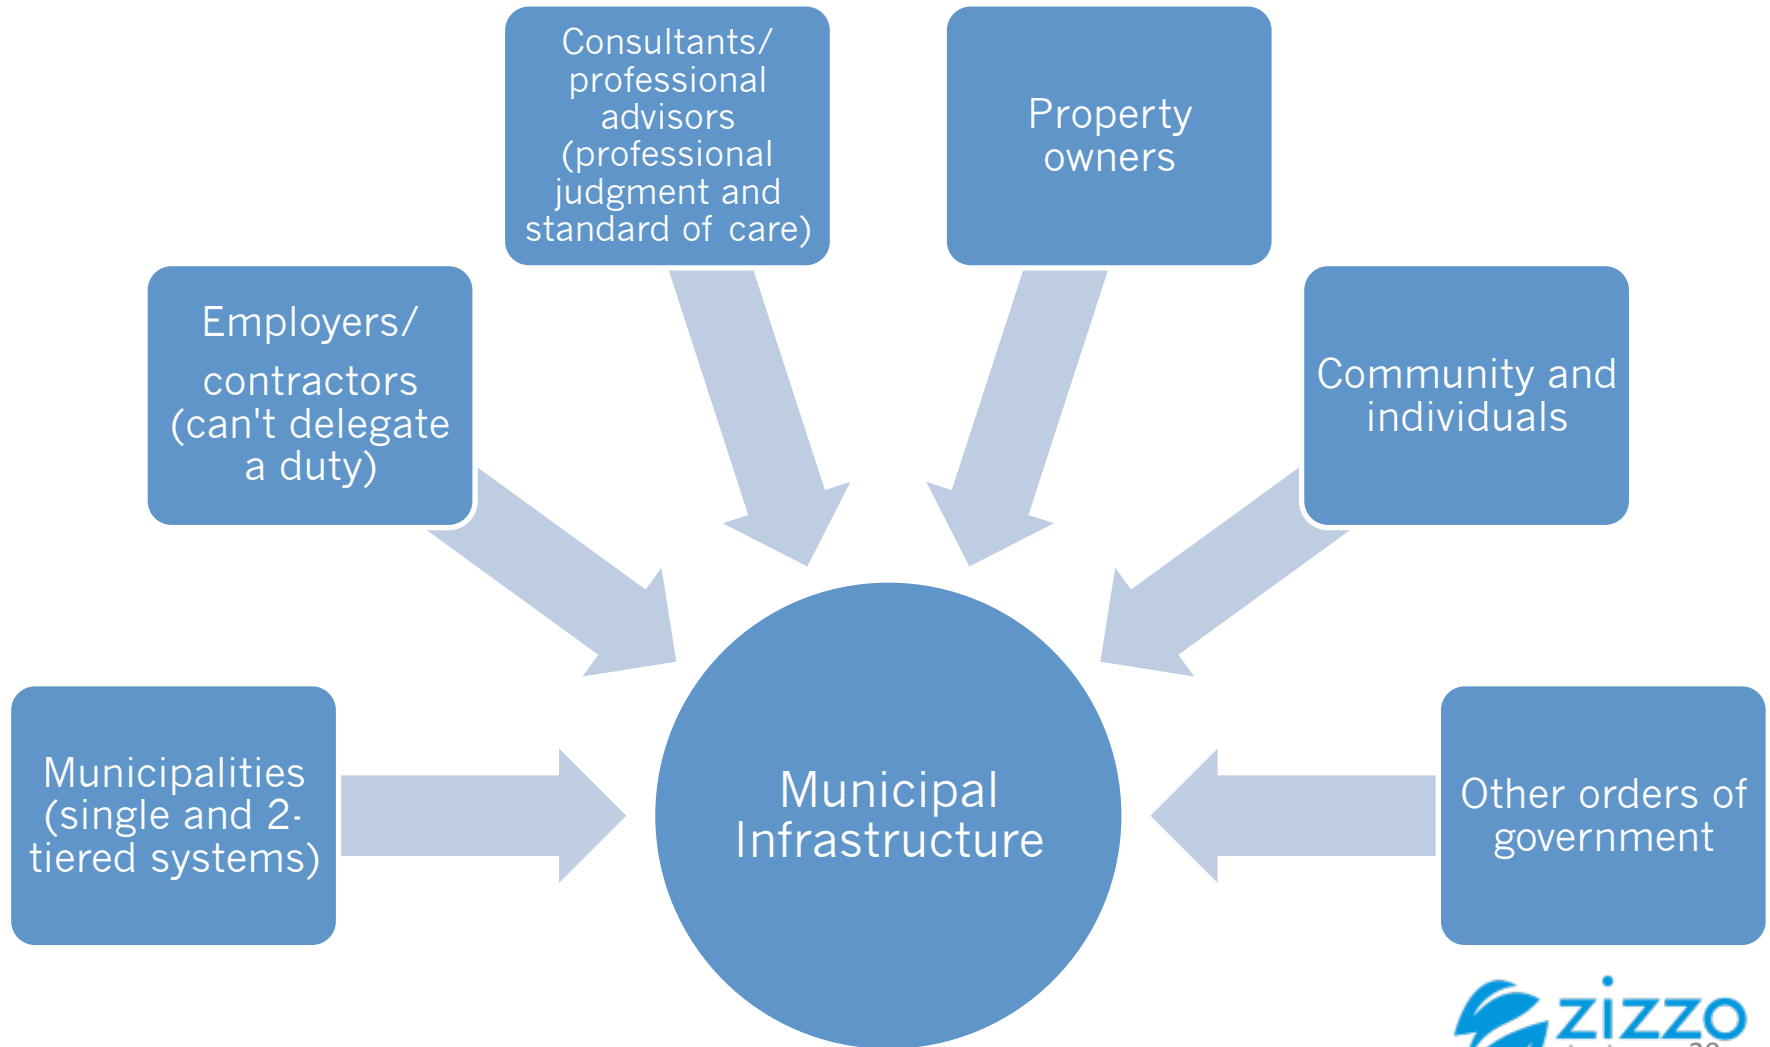 Consultants/
professional
advisors
(professional
judgment and
standard of care)
Property
owners
Employers/
contractors
(can't delegate
a duty)
Community and
individuals
Municipalities
(single and 2-
tiered systems)
Municipal
Infrastructure
Other orders of
government
zizzo